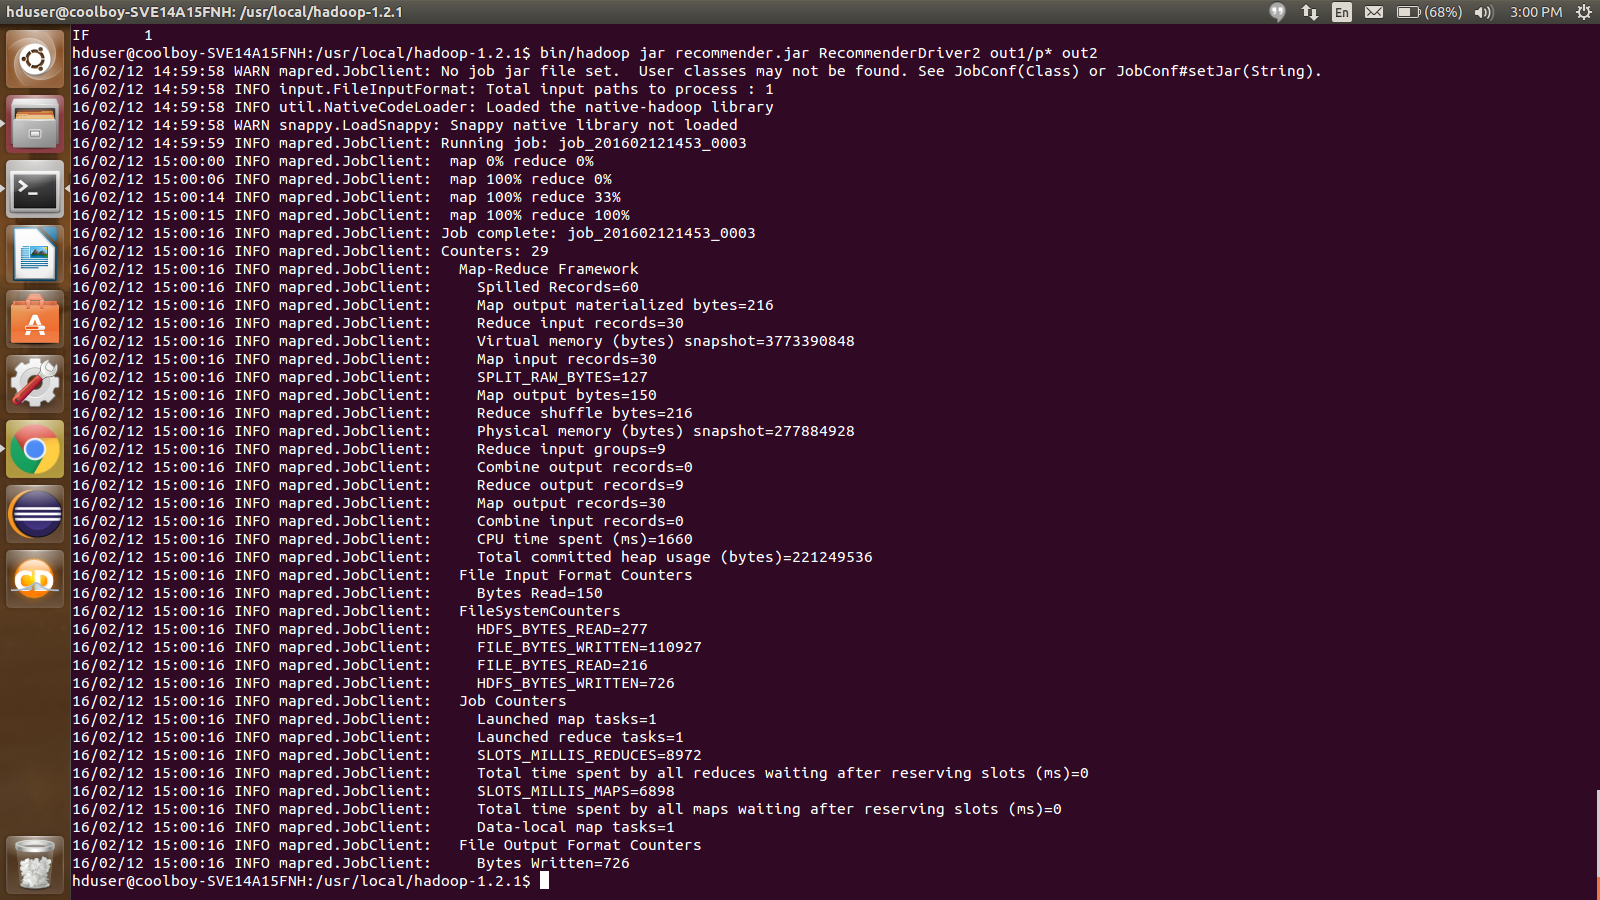 hduser@coolboy-SVE14A15FNH: /usr/local/hadoop-1.2.1
En (68%) 3:00 PM
IF 1
hduser@coolboy-SVE14A15FNH:/usr/local/hadoop-1.2.1$ bin/hadoop jar recommender.jar RecommenderDriver2 out1/p* out2
16/02/12 14:59:58 WARN mapred.JobClient: No job jar file set. User classes may not be found. See JobConf(Class) or JobConf#setJar(String).
16/02/12 14:59:58 INFO input.FileInputFormat: Total input paths to process : 1
16/02/12 14:59:58 INFO util.NativeCodeLoader: Loaded the native-hadoop library
16/02/12 14:59:58 WARN snappy.LoadSnappy: Snappy native library not loaded
16/02/12 14:59:59 INFO mapred.JobClient: Running job: job_201602121453_0003
16/02/12 15:00:00 INFO mapred.JobClient: map 0% reduce 0%
16/02/12 15:00:06 INFO mapred.JobClient: map 100% reduce 0%
16/02/12 15:00:14 INFO mapred.JobClient: map 100% reduce 33%
16/02/12 15:00:15 INFO mapred.JobClient: map 100% reduce 100%
16/02/12 15:00:16 INFO mapred.JobClient: Job complete: job_201602121453_0003
16/02/12 15:00:16 INFO mapred.JobClient: Counters: 29
16/02/12 15:00:16 INFO mapred.JobClient: Map-Reduce Framework
16/02/12 15:00:16 INFO mapred.JobClient: Spilled Records=60
16/02/12 15:00:16 INFO mapred.JobClient: Map output materialized bytes=216
16/02/12 15:00:16 INFO mapred.JobClient: Reduce input records=30
16/02/12 15:00:16 INFO mapred.JobClient: Virtual memory (bytes) snapshot=3773390848
16/02/12 15:00:16 INFO mapred.JobClient: Map input records=30
16/02/12 15:00:16 INFO mapred.JobClient: SPLIT_RAW_BYTES=127
16/02/12 15:00:16 INFO mapred.JobClient: Map output bytes=150
16/02/12 15:00:16 INFO mapred.JobClient: Reduce shuffle bytes=216
16/02/12 15:00:16 INFO mapred.JobClient: Physical memory (bytes) snapshot=277884928
16/02/12 15:00:16 INFO mapred.JobClient: Reduce input groups=9
16/02/12 15:00:16 INFO mapred.JobClient: Combine output records=0
16/02/12 15:00:16 INFO mapred.JobClient: Reduce output records=9
16/02/12 15:00:16 INFO mapred.JobClient: Map output records=30
16/02/12 15:00:16 INFO mapred.JobClient: Combine input records=0
16/02/12 15:00:16 INFO mapred.JobClient: CPU time spent (ms)=1660
16/02/12 15:00:16 INFO mapred.JobClient: Total committed heap usage (bytes)=221249536
16/02/12 15:00:16 INFO mapred.JobClient: File Input Format Counters
16/02/12 15:00:16 INFO mapred.JobClient: Bytes Read=150
16/02/12 15:00:16 INFO mapred.JobClient: FileSystemCounters
16/02/12 15:00:16 INFO mapred.JobClient: HDFS_BYTES_READ=277
16/02/12 15:00:16 INFO mapred.JobClient: FILE_BYTES_WRITTEN=110927
16/02/12 15:00:16 INFO mapred.JobClient: FILE_BYTES_READ=216
16/02/12 15:00:16 INFO mapred.JobClient: HDFS_BYTES_WRITTEN=726
16/02/12 15:00:16 INFO mapred.JobClient: Job Counters
16/02/12 15:00:16 INFO mapred.JobClient: Launched map tasks=1
16/02/12 15:00:16 INFO mapred.JobClient: Launched reduce tasks=1
16/02/12 15:00:16 INFO mapred.JobClient: SLOTS_MILLIS_REDUCES=8972
16/02/12 15:00:16 INFO mapred.JobClient: Total time spent by all reduces waiting after reserving slots (ms)=0
16/02/12 15:00:16 INFO mapred.JobClient: SLOTS_MILLIS_MAPS=6898
16/02/12 15:00:16 INFO mapred.JobClient: Total time spent by all maps waiting after reserving slots (ms)=0
16/02/12 15:00:16 INFO mapred.JobClient: Data-local map tasks=1
16/02/12 15:00:16 INFO mapred.JobClient: File Output Format Counters
16/02/12 15:00:16 INFO mapred.JobClient: Bytes Written=726
hduser@coolboy-SVE14A15FNH:/usr/local/hadoop-1.2.1$